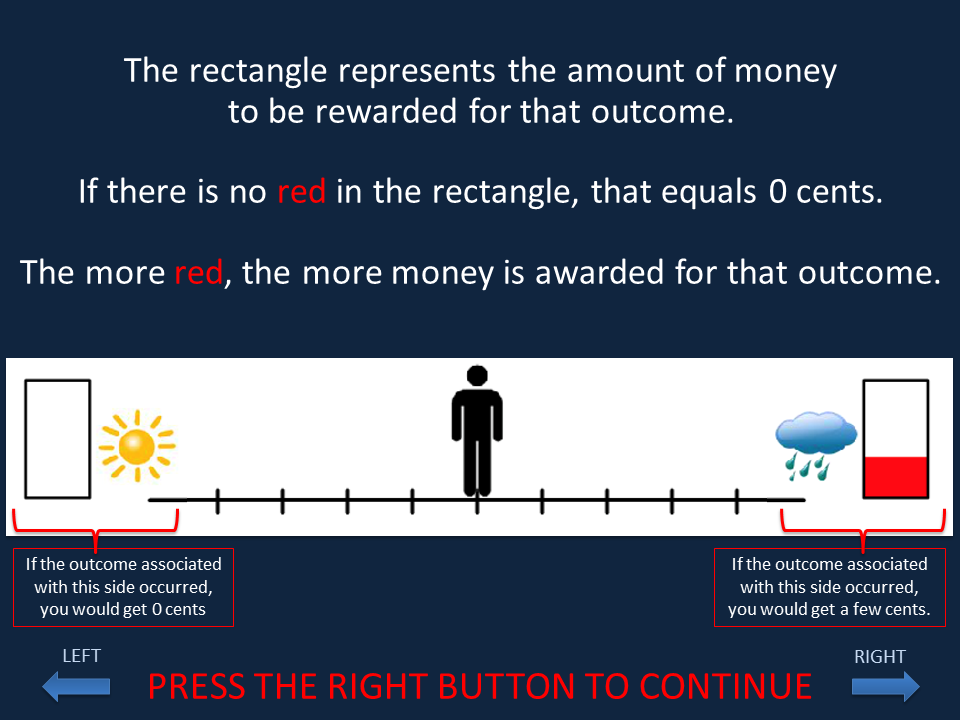 The rectangle represents the amount of money
to be rewarded for that outcome.
If there is no red in the rectangle, that equals 0 cents.
The more red, the more money is awarded for that outcome.
If the outcome associated
with this side occurred,
you would get 0 cents
If the outcome associated
with this side occurred,
you would get a few cents.
LEFT
RIGHT
PRESS THE RIGHT BUTTON TO CONTINUE